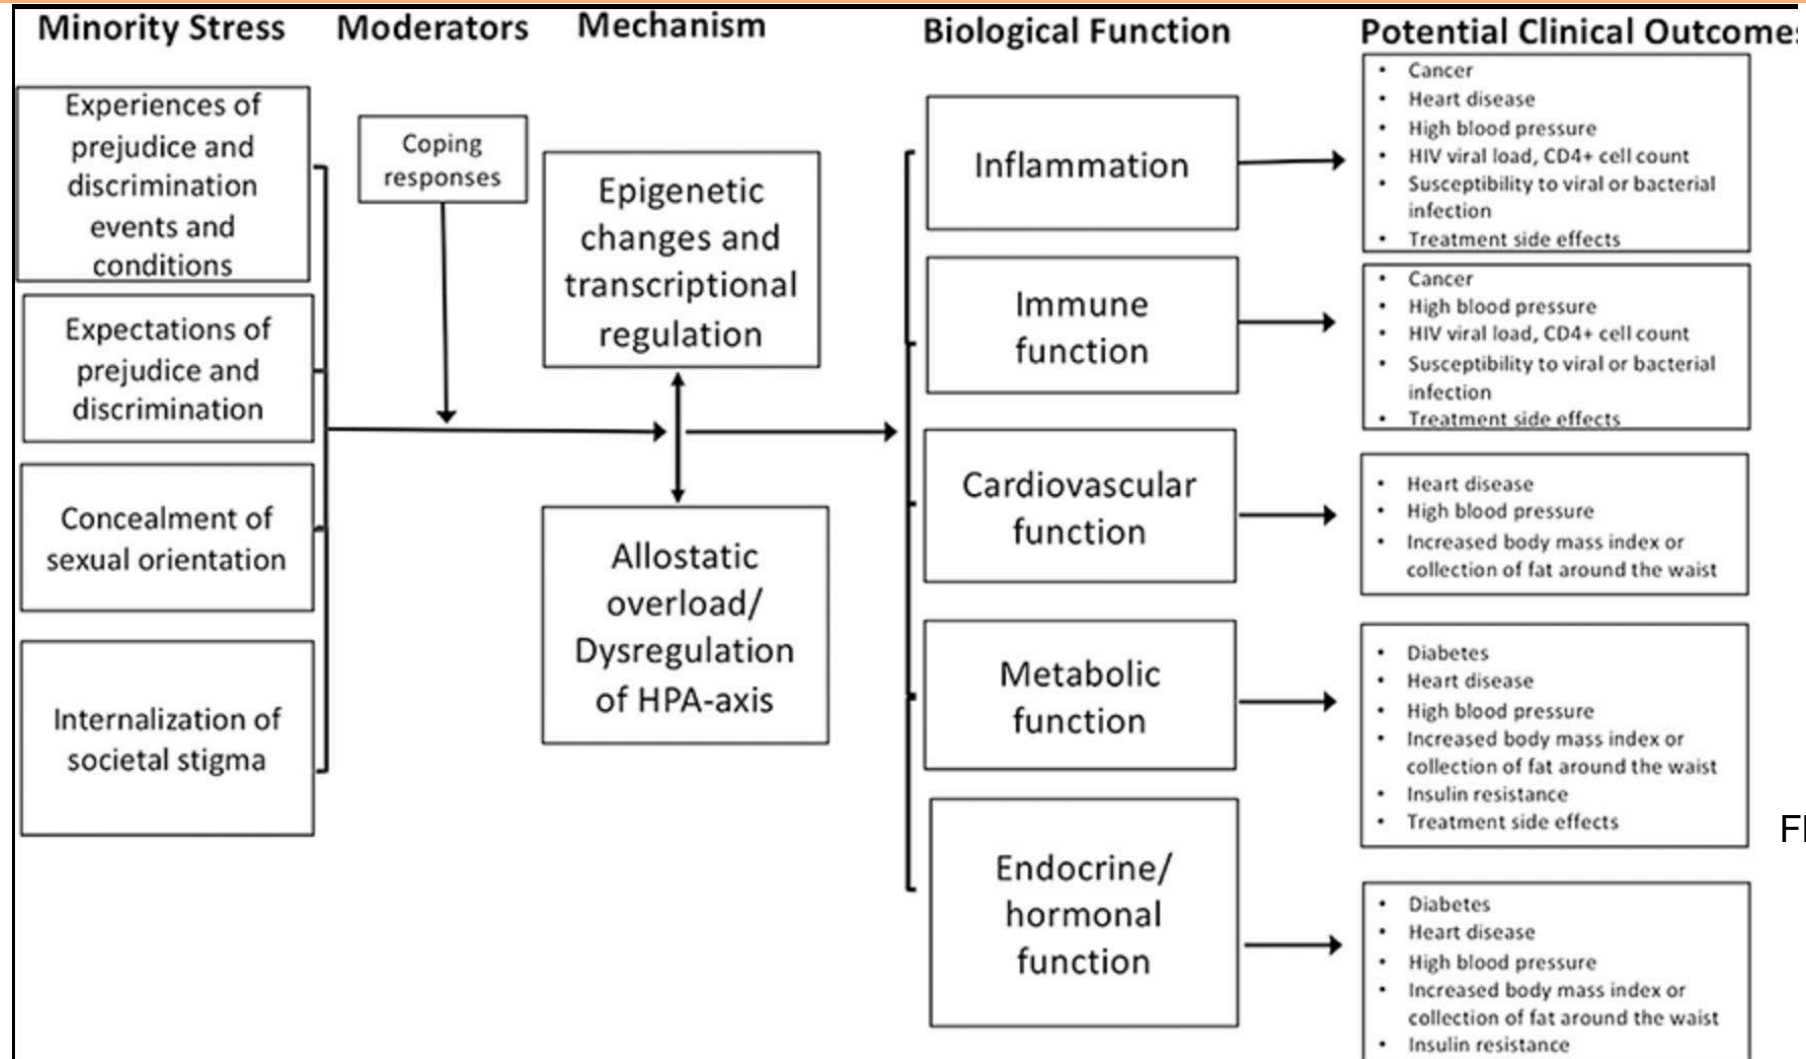 Minority Stress
Moderators
Mechanism
Biological Function
Potential Clinical Outcomes
Experiences of
prejudice and
discrimination
events and
conditions
Expectations of
prejudice and
discrimination
Concealment of
sexual orientation
Internalization of
societal stigma
Coping
responses
Epigenetic
changes and
transcriptional
regulation
Allostatic
overload/
Dysregulation
of HPA-axis
Inflammation
• Cancer
• Heart disease
• High blood pressure
• HIV viral load, CD4+ cell count
• Susceptibility to viral or bacterial
infection
• Treatment side effects
Immune
function
• Cancer
• High blood pressure
• HIV viral load, CD4+ cell count
• Susceptibility to viral or bacterial
infection
• Treatment side effects
Cardiovascular
function
• Heart disease
• High blood pressure
• Increased body mass index or
collection of fat around the waist
Metabolic
function
• Diabetes
• Heart disease
• High blood pressure
• Increased body mass index or
collection of fat around the waist
• Insulin resistance
• Treatment side effects
Endocrine/
hormonal
function
• Diabetes
• Heart disease
• High blood pressure
• Increased body mass index or
collection of fat around the waist
• Insulin resistance